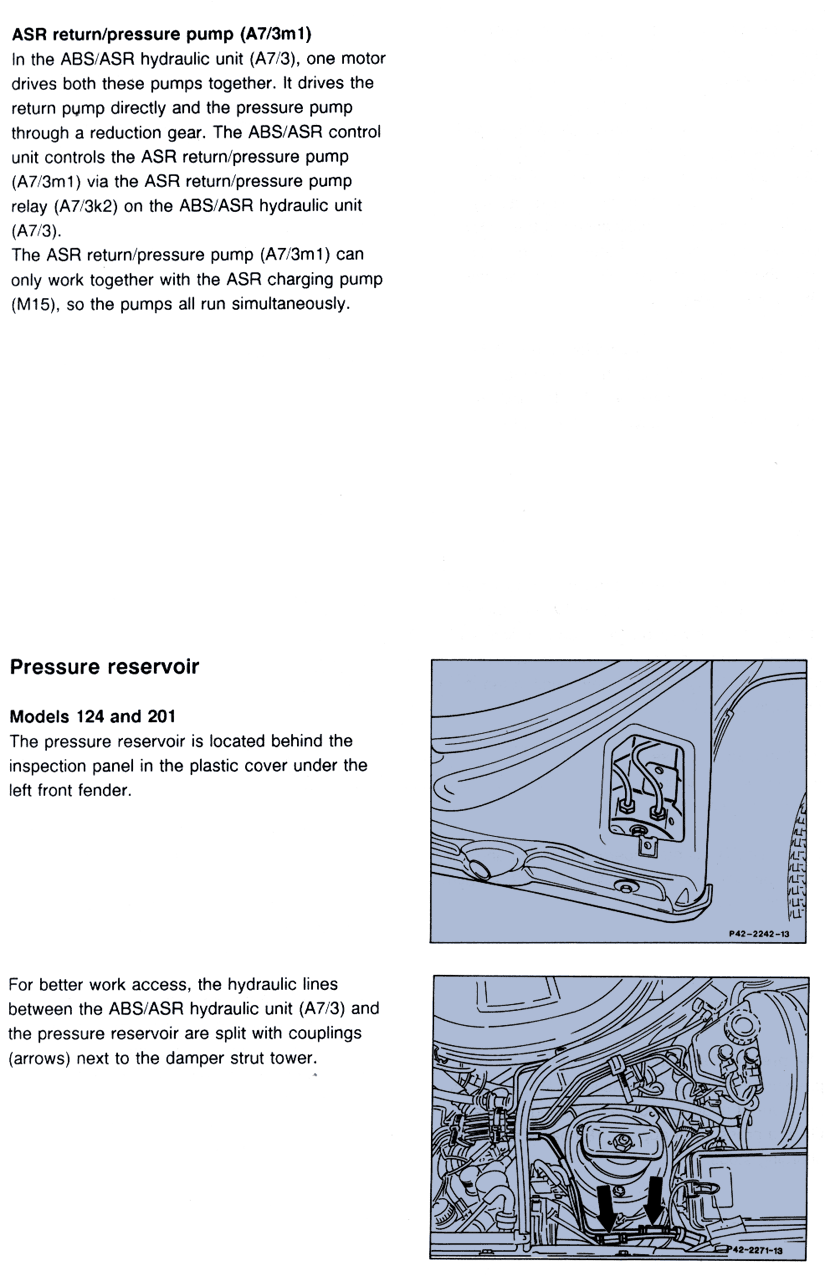 ASR return/pressure pump (A7/3m1)
In the ABS/ASR hydraulic unit (A7/3), one motor
drives both these pumps together. It drives the
return pump directly and the pressure pump
through a reduction gear. The ABS/ASR control
unit controls the ASR return/pressure pump
(A7/3m1) via the ASR return/pressure pump
relay (A7/3k2) on the ABS/ASR hydraulic unit
(A7/3).
The ASR return/pressure pump (A7/3m1) can
only work together with the ASR charging pump
(M15), so the pumps all run simultaneously.
Pressure reservoir
Models 124 and 201
The pressure reservoir is located behind the
inspection panel in the plastic cover under the
left front fender.
P42-2242-13
For better work access, the hydraulic lines
between the ABS/ASR hydraulic unit (A7/3) and
the pressure reservoir are split with couplings
(arrows) next to the damper strut tower.
P42-2271-13